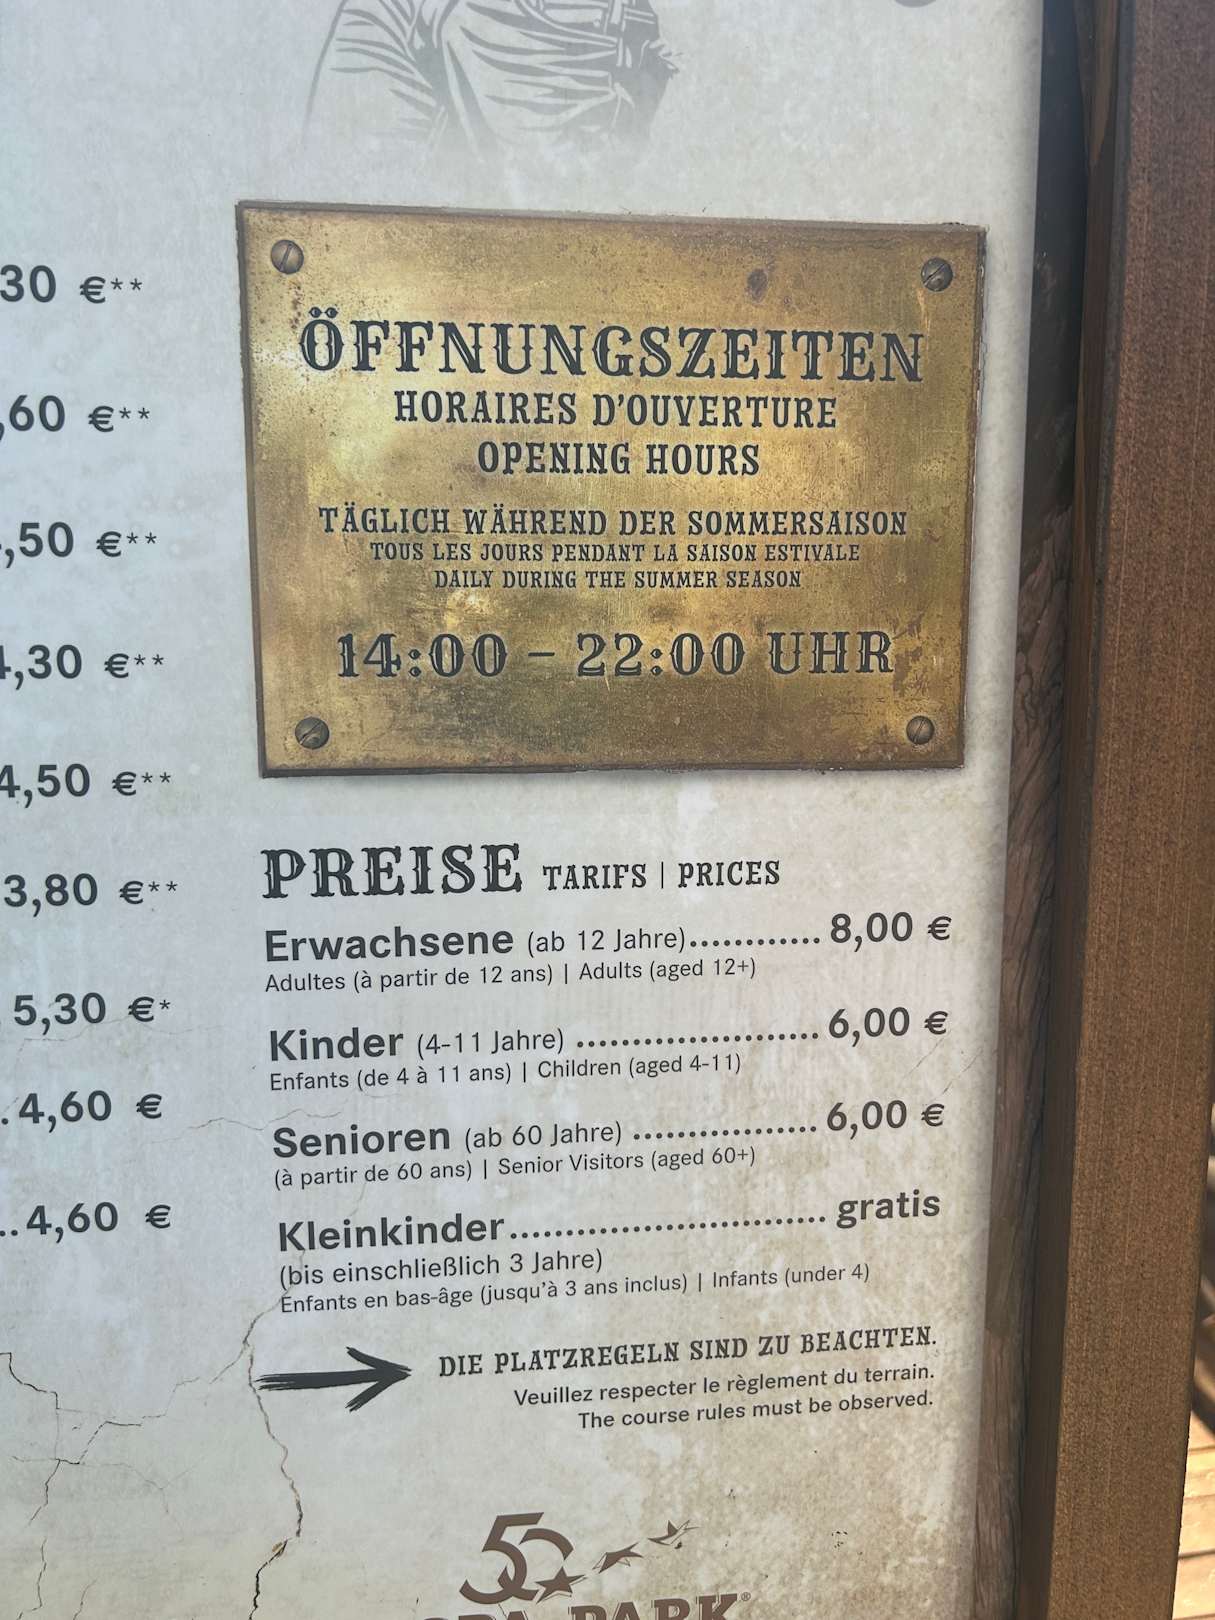 30 €**
,60 €**
,50 €**
4,30 €**
4,50 €**
3,80 €**
5,30 €*
4,60 €
4,60 €
ÖFFNUNGSZEITEN
HORAIRES D'OUVERTURE
OPENING HOURS
TÄGLICH WÄHREND DER SOMMERSAISON
TOUS LES JOURS PENDANT LA SAISON ESTIVALE
DAILY DURING THE SUMMER SEASON
14:00 – 22:00 UHR
PREISE TARIFS | PRICES
Erwachsene (ab 12 Jahre)............ 8,00 €
Adultes (à partir de 12 ans) | Adults (aged 12+)
Kinder (4-11 Jahre) ...................... 6,00 €
Enfants (de 4 à 11 ans) | Children (aged 4-11)
Senioren (ab 60 Jahre) ................. 6,00 €
(à partir de 60 ans) | Senior Visitors (aged 60+)
Kleinkinder............................. gratis
(bis einschließlich 3 Jahre)
Enfants en bas-âge (jusqu'à 3 ans inclus) | Infants (under 4)
DIE PLATZREGELN SIND ZU BEACHTEN.
Veuillez respecter le règlement du terrain.
The course rules must be observed.
50
PARK®